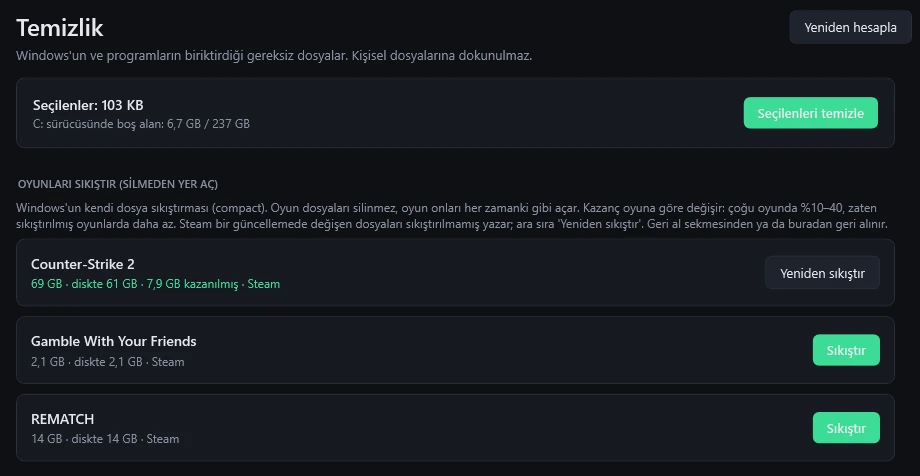 Temizlik
Yeniden hesapla
Windows'un ve programların biriktirdiği gereksiz dosyalar. Kişisel dosyalarına dokunulmaz.
Seçilenler: 103 KB
C: sürücüsünde boş alan: 6,7 GB / 237 GB
Seçilenleri temizle
OYUNLARI SIKIŞTIR (SİLMEDEN YER AÇ)
Windows'un kendi dosya sıkıştırması (compact). Oyun dosyaları silinmez, oyun onları her zamanki gibi açar. Kazanç oyuna göre değişir: çoğu oyunda %10–40, zaten
sıkıştırılmış oyunlarda daha az. Steam bir güncellemede değişen dosyaları sıkıştırılmamış yazar; ara sıra 'Yeniden sıkıştır'. Geri al sekmesinden ya da buradan geri alınır.
Counter-Strike 2
69 GB · diskte 61 GB · 7,9 GB kazanılmış · Steam
Yeniden sıkıştır
Gamble With Your Friends
2,1 GB · diskte 2,1 GB · Steam
Sıkıştır
REMATCH
14 GB · diskte 14 GB · Steam
Sıkıştır